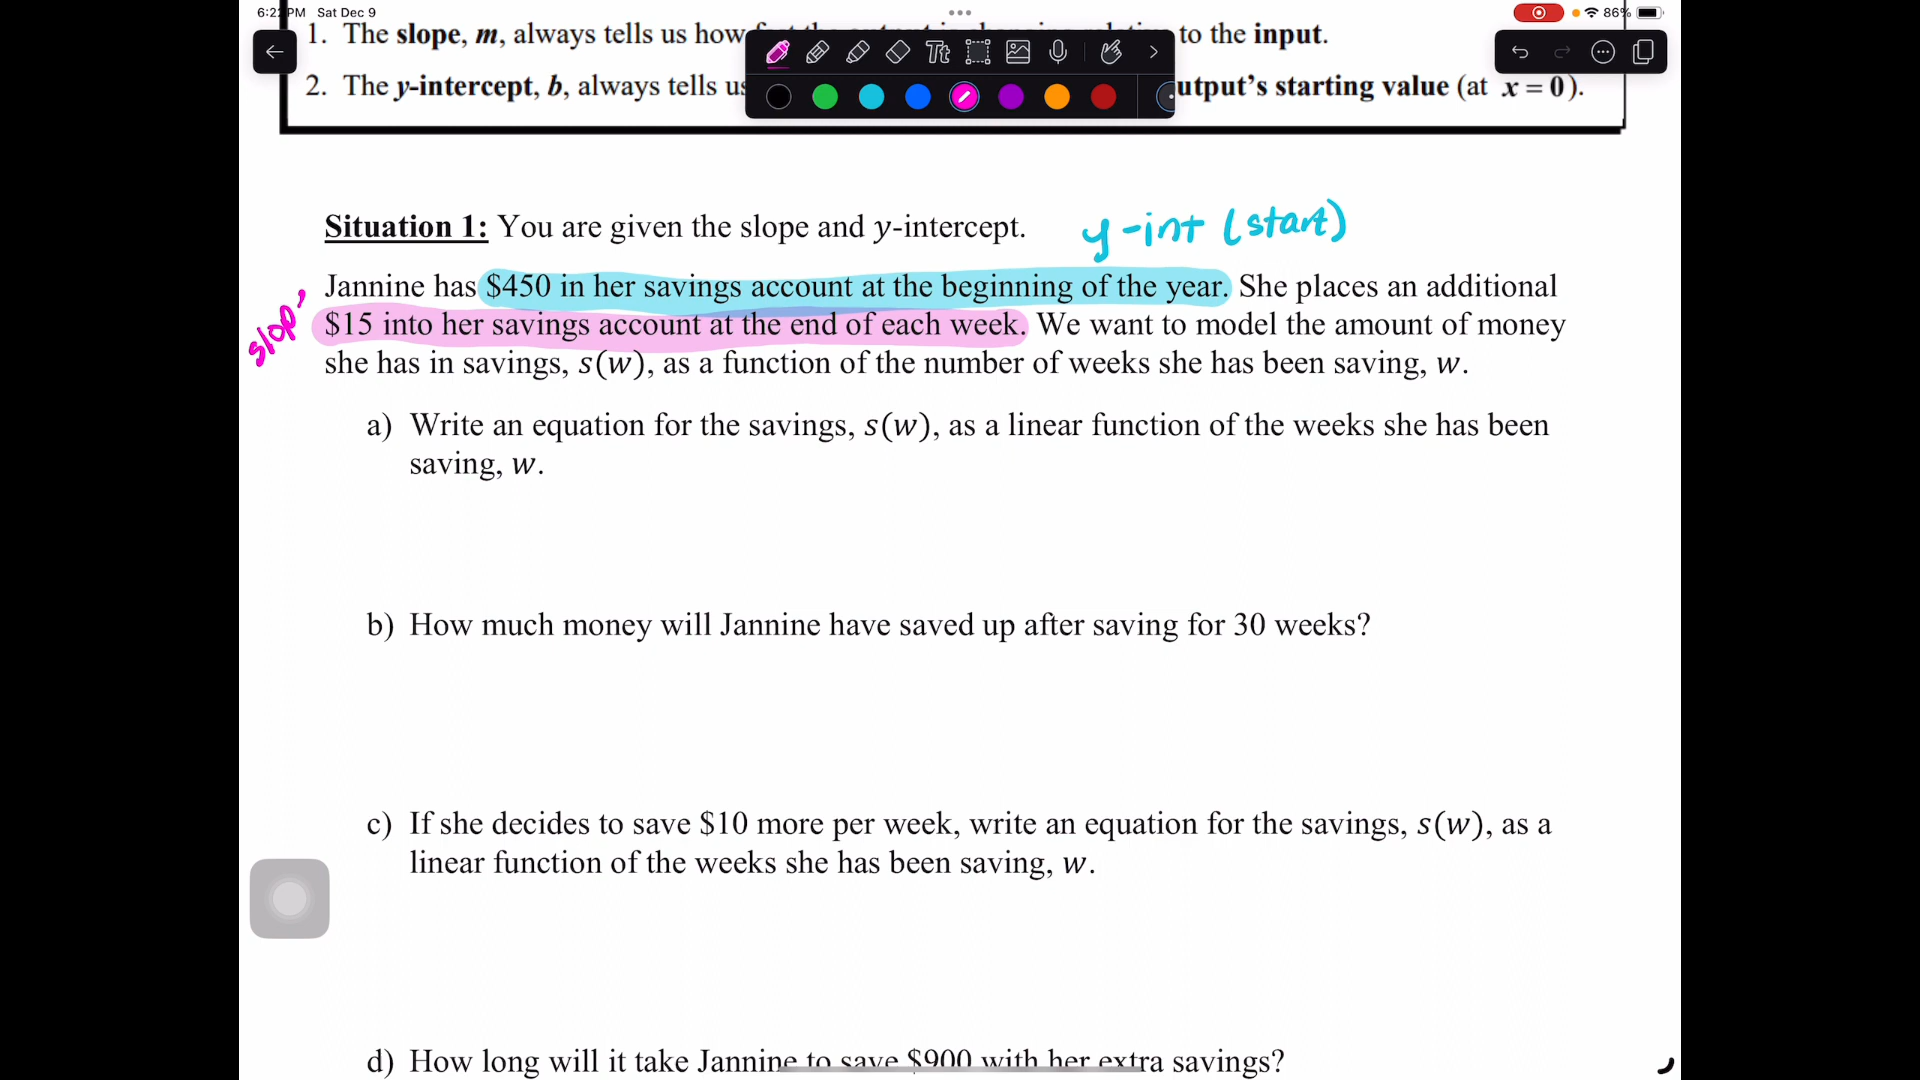 6:22 PM Sat Dec 9
86%
1. The slope, m, always tells us how to the input.
2. The y-intercept, b, always tells us utput's starting value (at x = 0).
Tt
Situation 1: You are given the slope and y-intercept. y-int (start)
Jannine has $450 in her savings account at the beginning of the year. She places an additional
slop
$15 into her savings account at the end of each week. We want to model the amount of money
she has in savings, s(w), as a function of the number of weeks she has been saving, w.
a) Write an equation for the savings, s(w), as a linear function of the weeks she has been
saving, w.
b) How much money will Jannine have saved up after saving for 30 weeks?
c) If she decides to save $10 more per week, write an equation for the savings, s(w), as a
linear function of the weeks she has been saving, w.
d) How long will it take Jannine to save $900 with her extra savings?